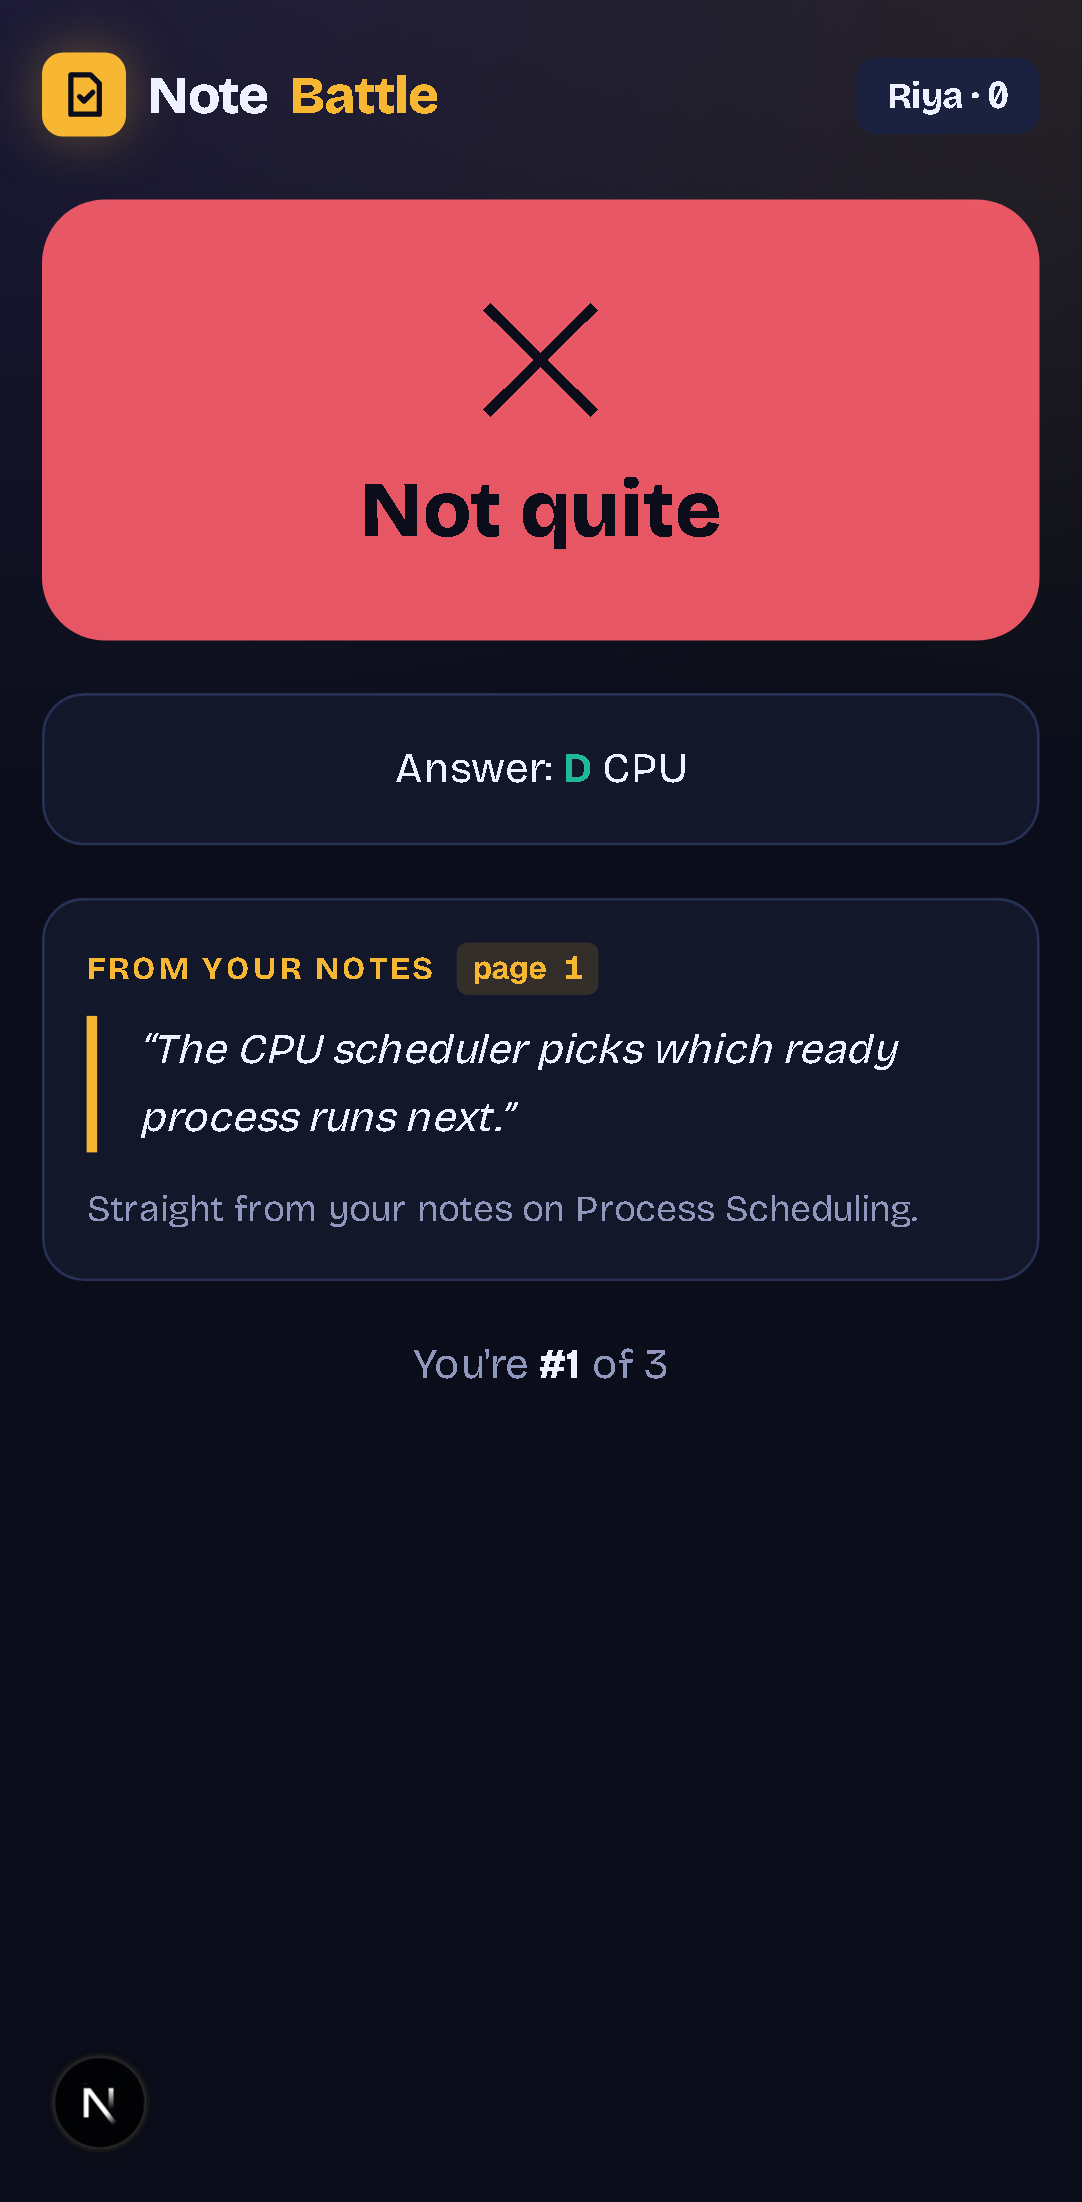 Note Battle
Riya · 0
Not quite
Answer: D CPU
FROM YOUR NOTES page 1
“The CPU scheduler picks which ready
process runs next.”
Straight from your notes on Process Scheduling.
You're #1 of 3
N